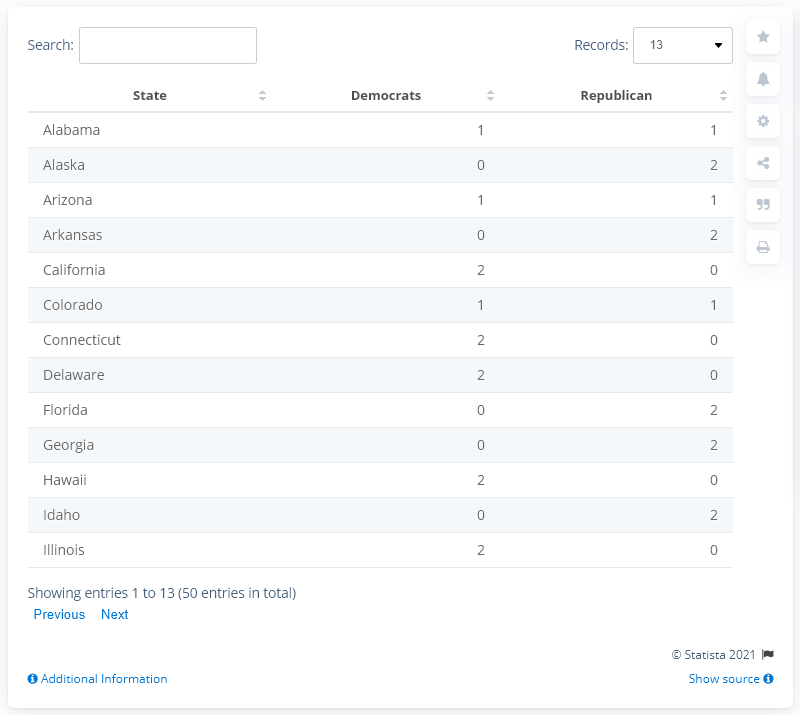 Search: Records: 13
State Democrats Republican
Alabama 1 1
Alaska 0 2
Arizona 1 1
Arkansas 0 2
California 2 0
Colorado 1 1
Connecticut 2 0
Delaware 2 0
Florida 0 2
Georgia 0 2
Hawaii 2 0
Idaho 0 2
Illinois 2 0
Showing entries 1 to 13 (50 entries in total)
Previous Next
© Statista 2021
Additional Information Show source